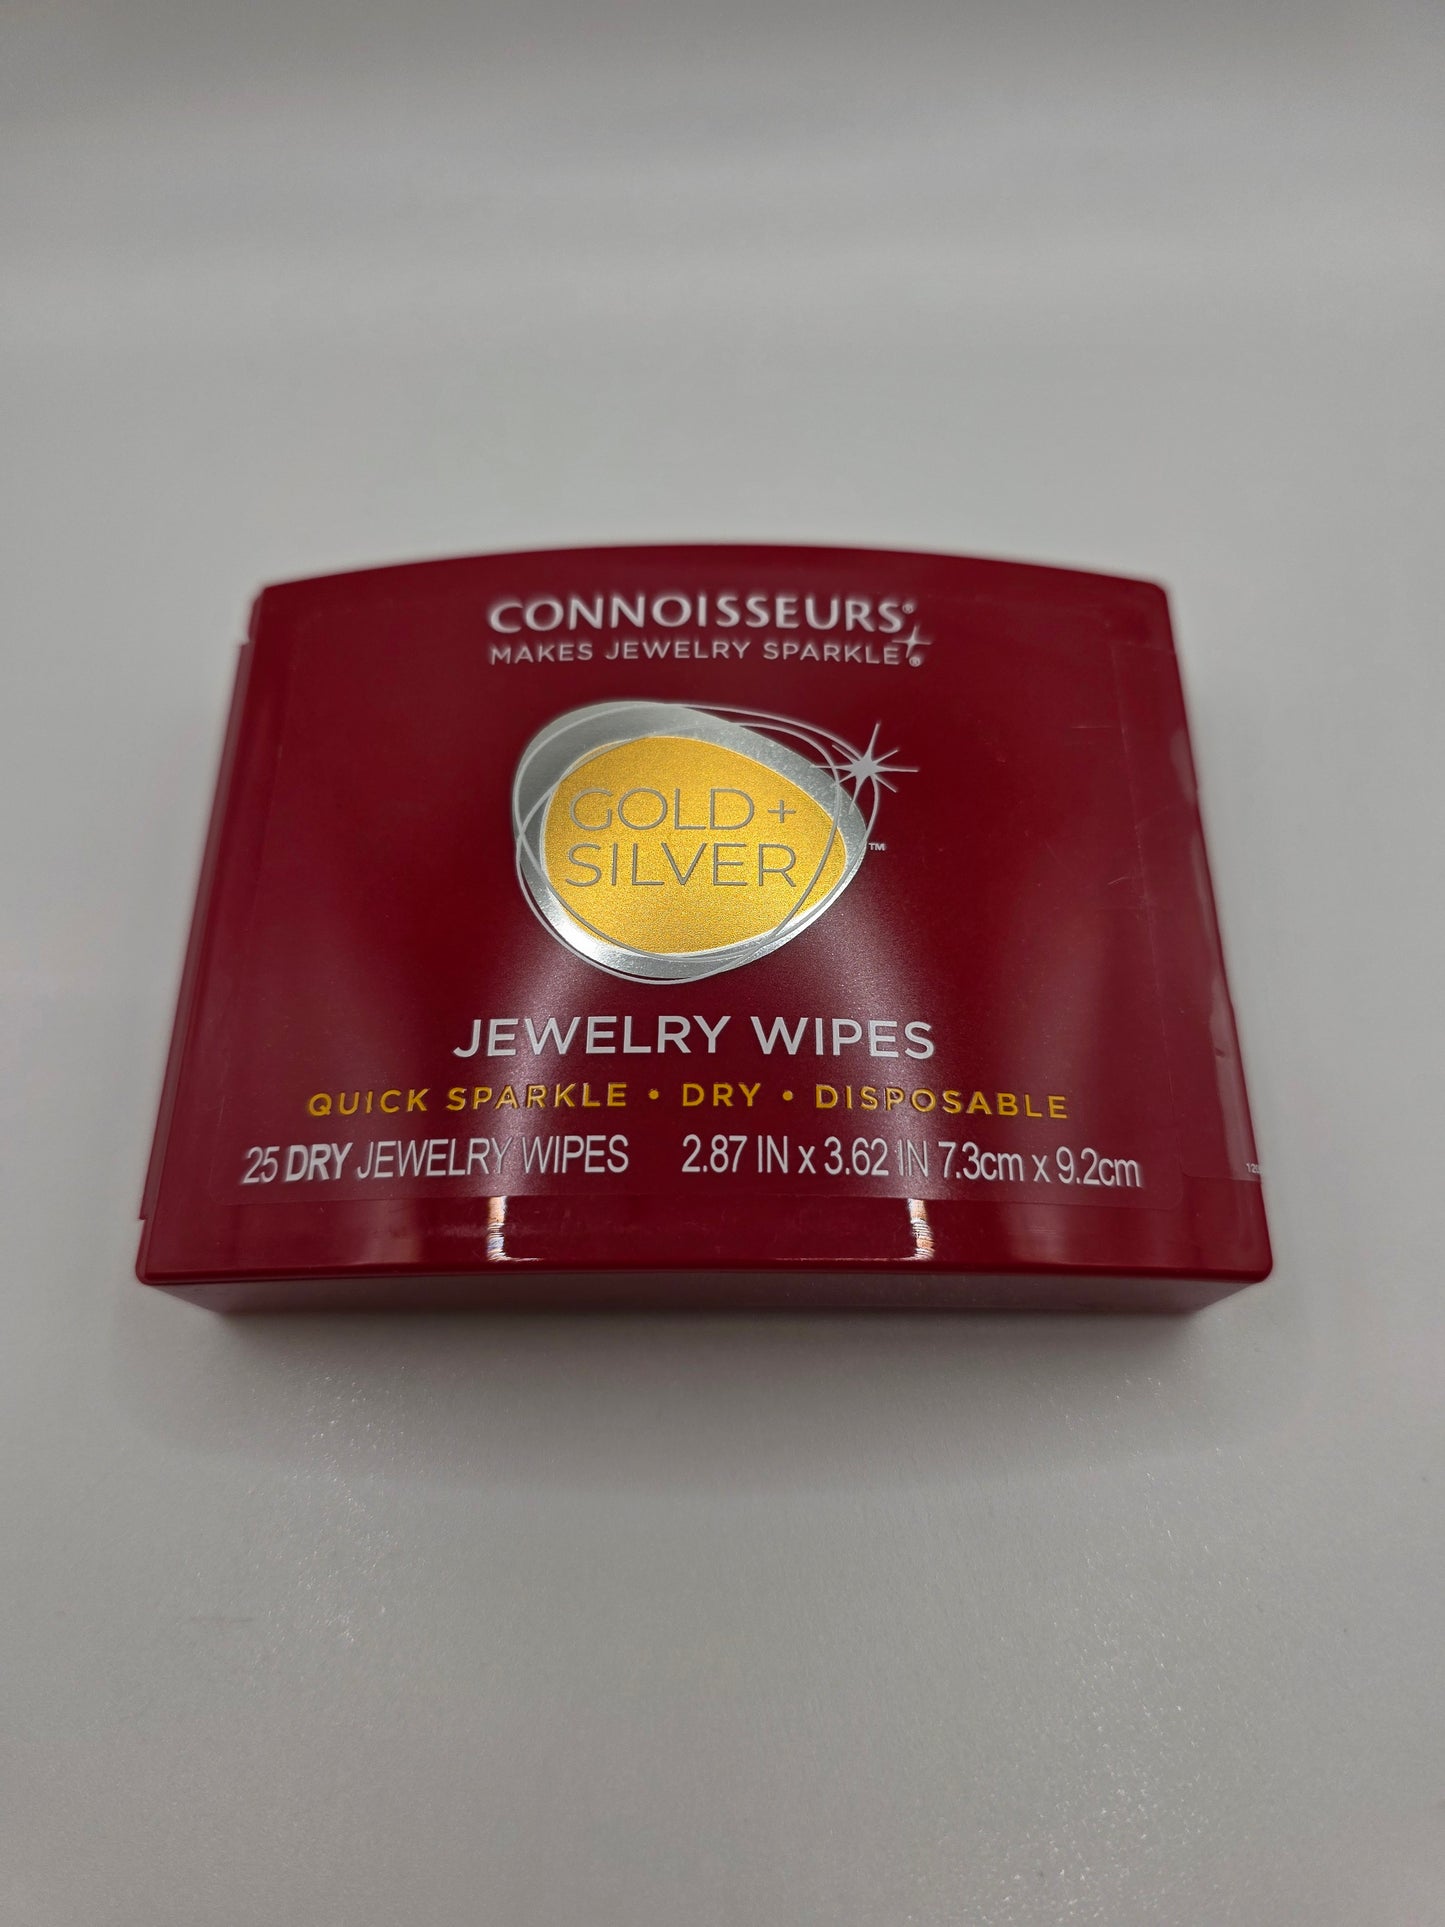 CONNOISSEURS®
MAKES JEWELRY SPARKLE®
GOLD +
SILVER
™
JEWELRY WIPES
QUICK SPARKLE • DRY • DISPOSABLE
25 DRY JEWELRY WIPES 2.87 IN x 3.62 IN 7.3cm x 9.2cm